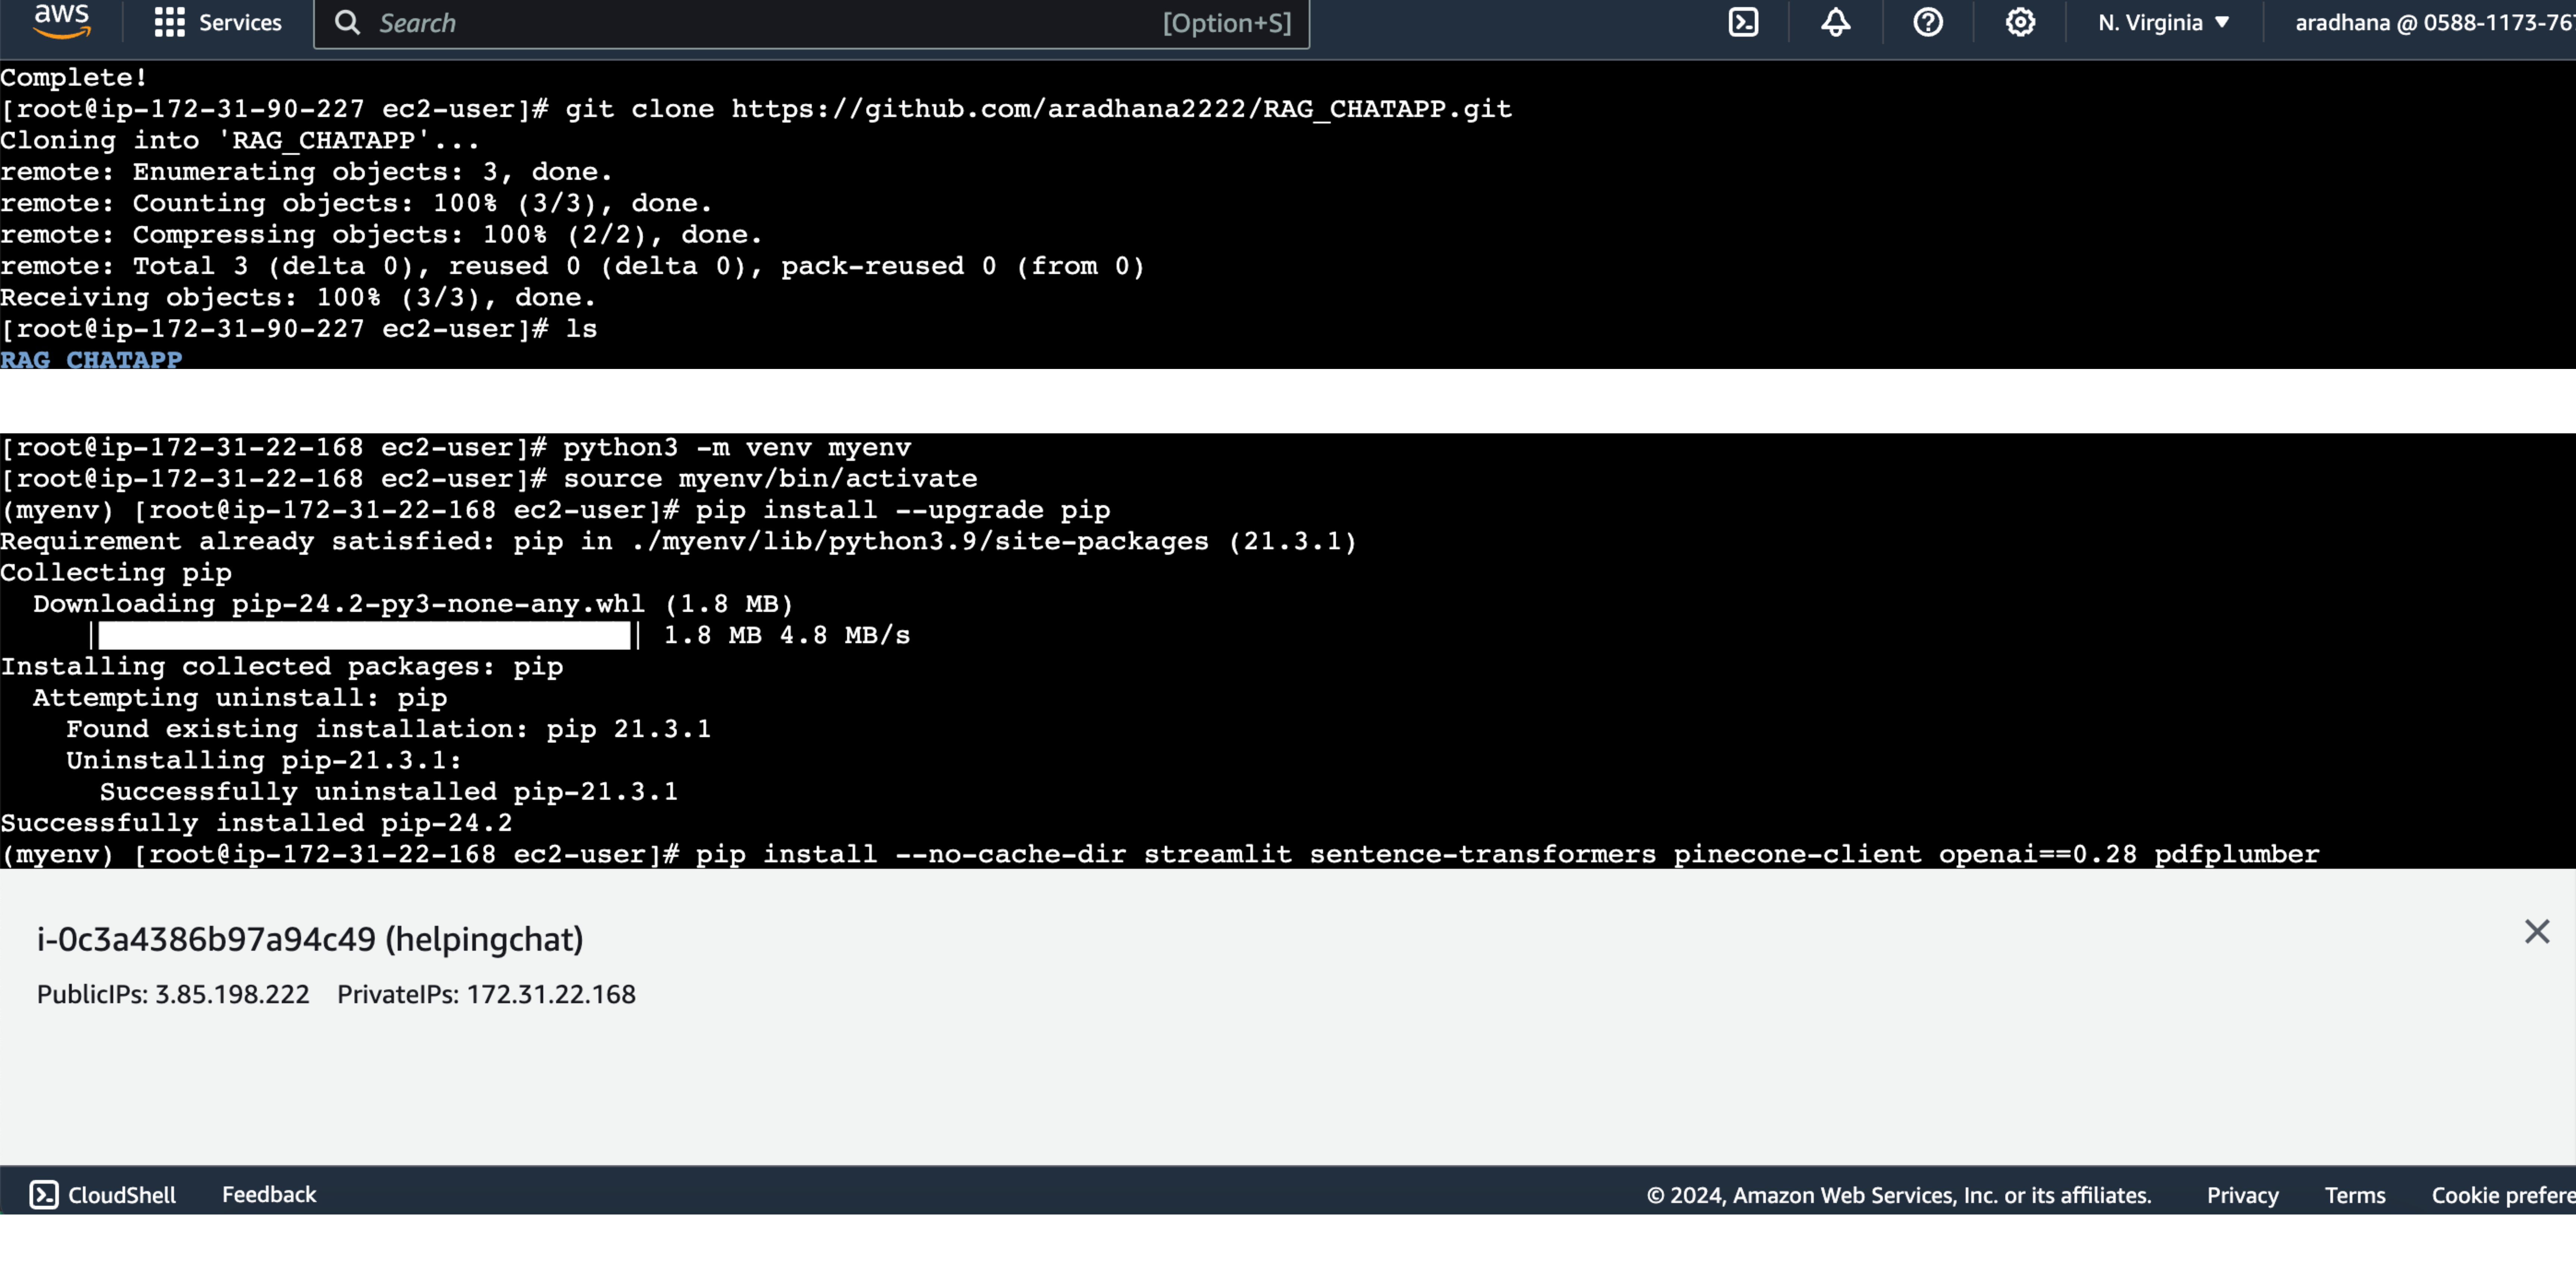 aws Services Search [Option+S] N. Virginia ▼ aradhana @ 0588-1173-76
Complete!
[root@ip-172-31-90-227 ec2-user]# git clone https://github.com/aradhana2222/RAG_CHATAPP.git
Cloning into 'RAG_CHATAPP'...
remote: Enumerating objects: 3, done.
remote: Counting objects: 100% (3/3), done.
remote: Compressing objects: 100% (2/2), done.
remote: Total 3 (delta 0), reused 0 (delta 0), pack-reused 0 (from 0)
Receiving objects: 100% (3/3), done.
[root@ip-172-31-90-227 ec2-user]# ls
RAG_CHATAPP
[root@ip-172-31-22-168 ec2-user]# python3 -m venv myenv
[root@ip-172-31-22-168 ec2-user]# source myenv/bin/activate
(myenv) [root@ip-172-31-22-168 ec2-user]# pip install --upgrade pip
Requirement already satisfied: pip in ./myenv/lib/python3.9/site-packages (21.3.1)
Collecting pip
  Downloading pip-24.2-py3-none-any.whl (1.8 MB)
     |████████████████████████████████| 1.8 MB 4.8 MB/s
Installing collected packages: pip
  Attempting uninstall: pip
    Found existing installation: pip 21.3.1
    Uninstalling pip-21.3.1:
      Successfully uninstalled pip-21.3.1
Successfully installed pip-24.2
(myenv) [root@ip-172-31-22-168 ec2-user]# pip install --no-cache-dir streamlit sentence-transformers pinecone-client openai==0.28 pdfplumber
i-0c3a4386b97a94c49 (helpingchat)
PublicIPs: 3.85.198.222 PrivateIPs: 172.31.22.168
CloudShell Feedback © 2024, Amazon Web Services, Inc. or its affiliates. Privacy Terms Cookie prefere